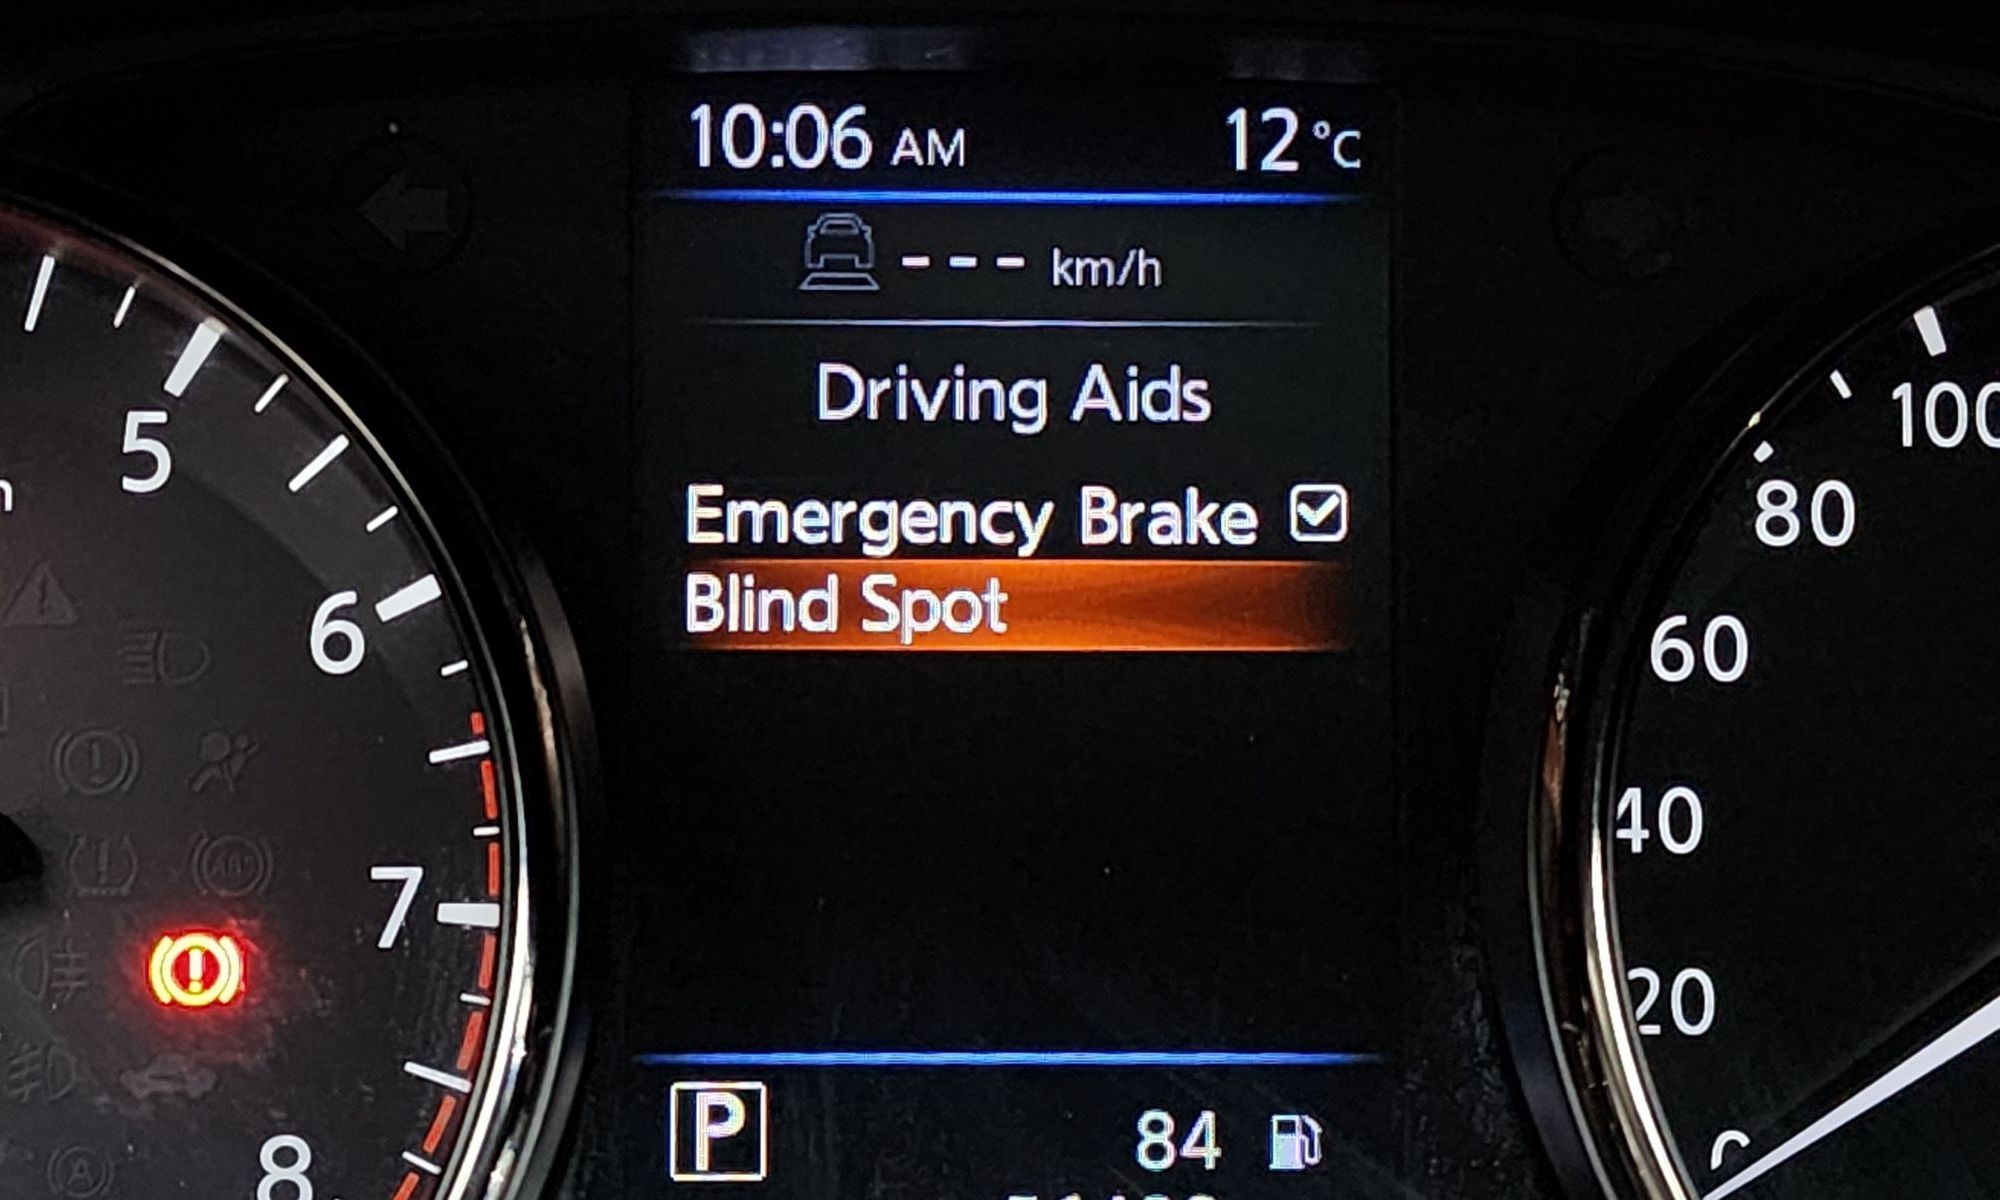 10:06 AM 12 °C
--- km/h
Driving Aids
Emergency Brake
Blind Spot
5
6
7
8
100
80
60
40
20
P 84